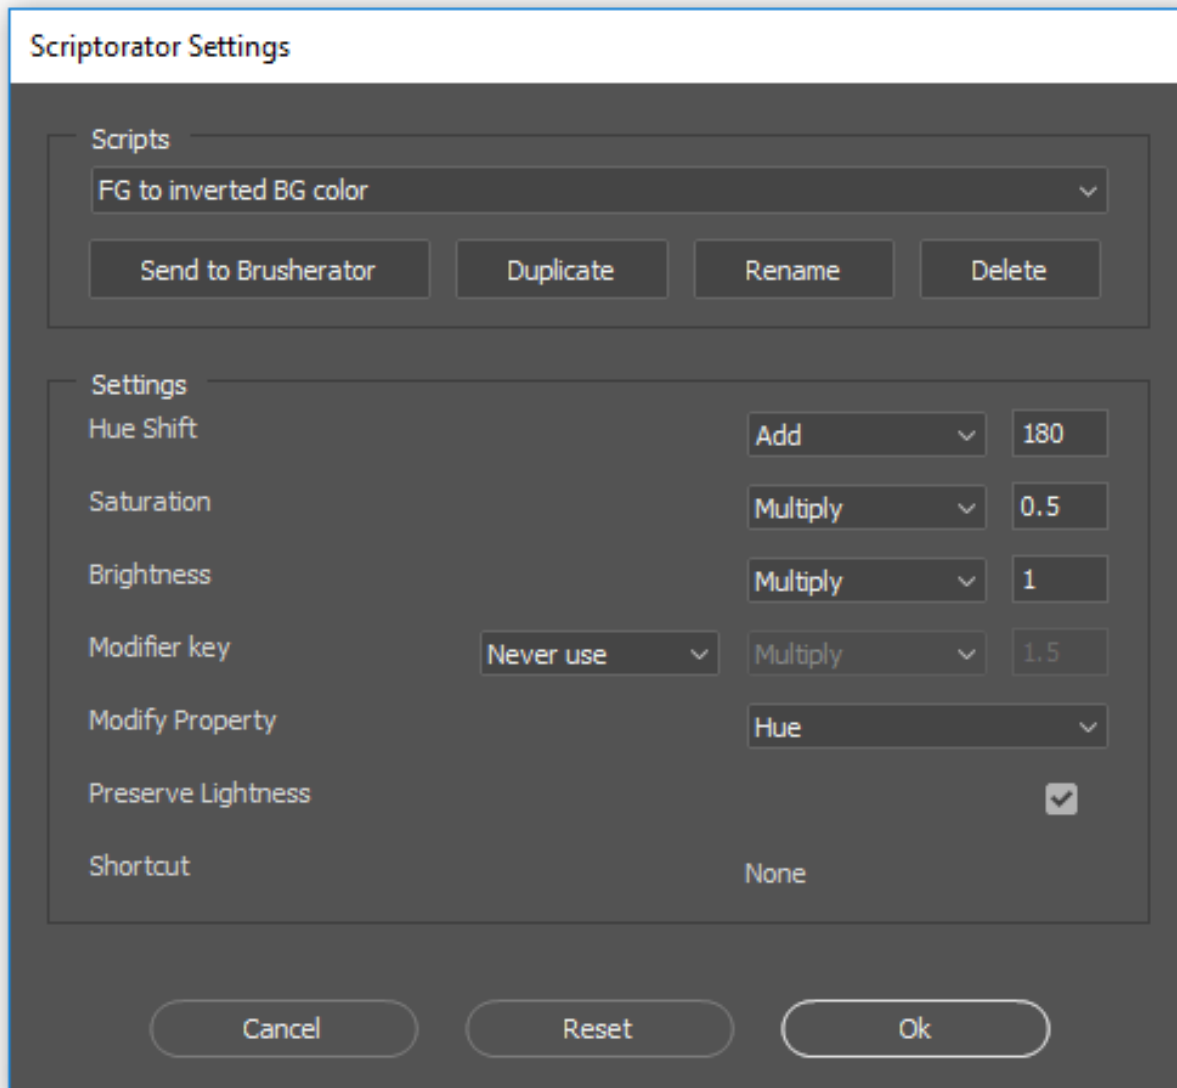 Scriptorator Settings
Scripts
FG to inverted BG color
Send to Brusherator Duplicate Rename Delete
Settings
Hue Shift Add 180
Saturation Multiply 0.5
Brightness Multiply 1
Modifier key Never use Multiply 1.5
Modify Property Hue
Preserve Lightness
Shortcut None
Cancel Reset Ok